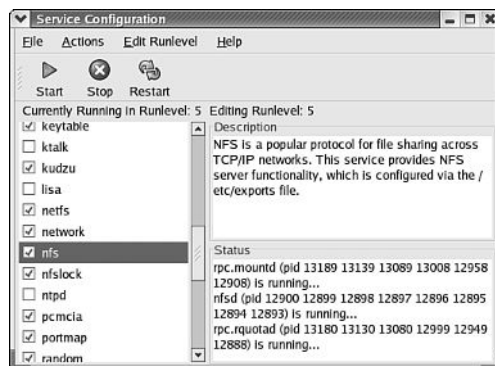 Service Configuration
File Actions Edit Runlevel Help
Start Stop Restart
Currently Running in Runlevel: 5 Editing Runlevel: 5
keytable
ktalk
kudzu
lisa
netfs
network
nfs
nfslock
ntpd
pcmcia
portmap
random
Description
NFS is a popular protocol for file sharing across
TCP/IP networks. This service provides NFS
server functionality, which is configured via the /
etc/exports file.
Status
rpc.mountd (pid 13189 13139 13089 13008 12958
12908) is running...
nfsd (pid 12900 12899 12898 12897 12896 12895
12894 12893) is running...
rpc.rquotad (pid 13180 13130 13080 12999 12949
12888) is running...